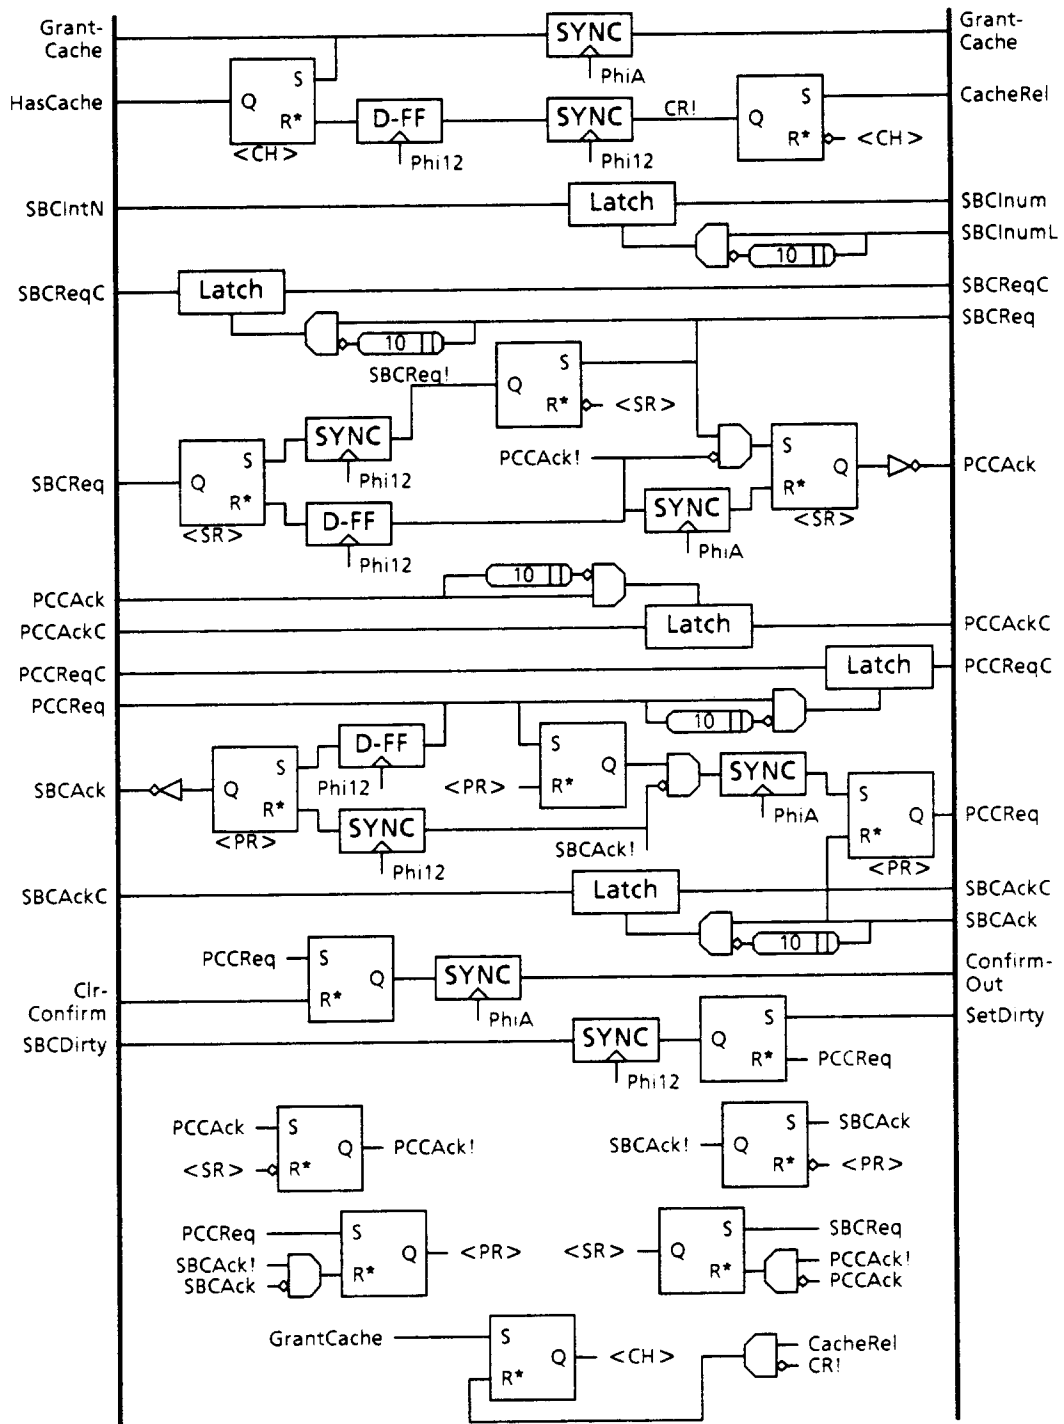 Grant-
Cache
SYNC
PhiA
Grant-
Cache
HasCache
Q
S
R*
<CH>
D-FF
Phi12
SYNC
Phi12
CR!
Q
S
R*
<CH>
CacheRel
SBCIntN
Latch
SBCInum
SBCInumL
10
SBCReqC
Latch
SBCReqC
SBCReq
10
SBCReq!
Q
S
R*
<SR>
SBCReq
Q
S
R*
<SR>
SYNC
Phi12
D-FF
Phi12
PCCAck!
SYNC
PhiA
S
R*
Q
<SR>
PCCAck
10
PCCAck
PCCAckC
Latch
PCCAckC
PCCReqC
Latch
PCCReqC
PCCReq
10
D-FF
Phi12
SBCAck
Q
S
R*
<PR>
SYNC
Phi12
<PR>
S
R*
Q
SBCAck!
SYNC
PhiA
S
R*
Q
<PR>
PCCReq
SBCAckC
Latch
SBCAckC
SBCAck
10
PCCReq
Clr-
Confirm
S
R*
Q
SYNC
PhiA
Confirm-
Out
SBCDirty
SYNC
Phi12
Q
S
R*
SetDirty
PCCReq
PCCAck
<SR>
S
R*
Q
PCCAck!
SBCAck!
Q
S
R*
SBCAck
<PR>
PCCReq
SBCAck!
SBCAck
S
R*
Q
<PR>
<SR>
Q
S
R*
SBCReq
PCCAck!
PCCAck
GrantCache
S
R*
Q
<CH>
CacheRel
CR!